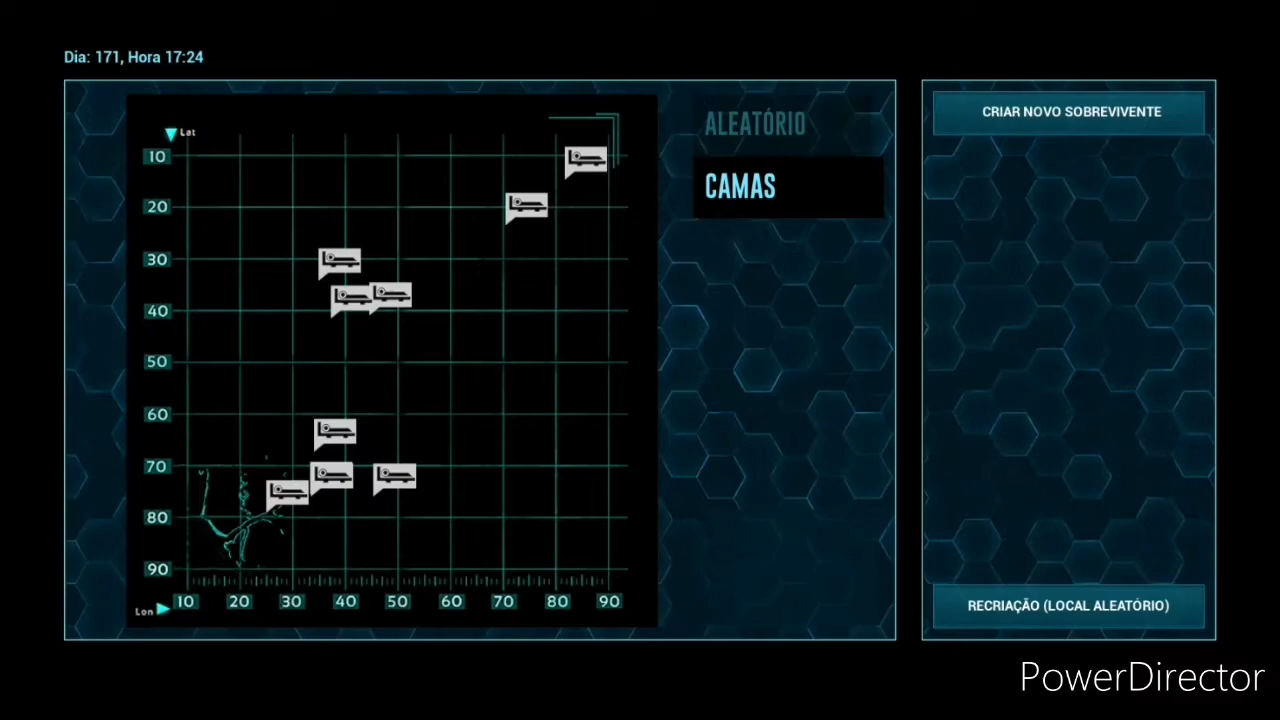 Dia: 171, Hora 17:24
Lat
10
20
30
40
50
60
70
80
90
Lon
10 20 30 40 50 60 70 80 90
ALEATÓRIO
CAMAS
CRIAR NOVO SOBREVIVENTE
RECRIAÇÃO (LOCAL ALEATÓRIO)
PowerDirector